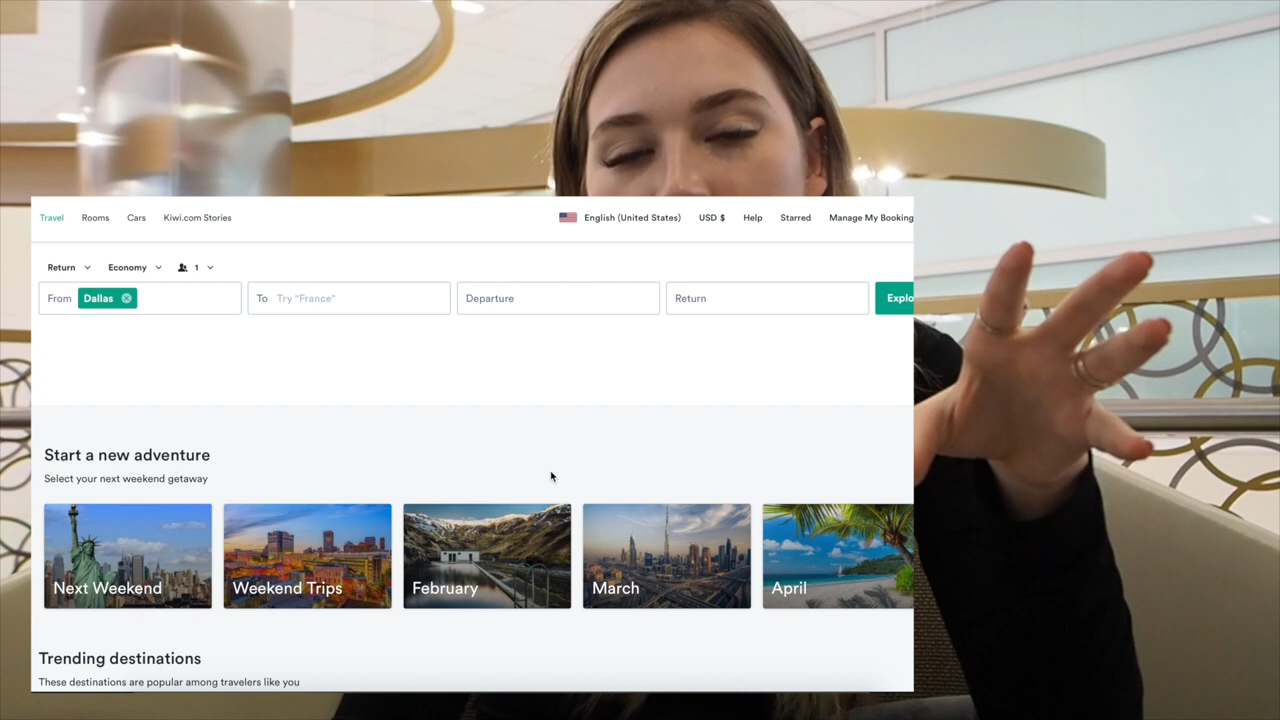 Travel Rooms Cars Kiwi.com Stories English (United States) USD $ Help Starred Manage My Booking
Return Economy 1
From Dallas To Try "France" Departure Return Explo
Start a new adventure
Select your next weekend getaway
Next Weekend Weekend Trips February March April
Trending destinations
These destinations are popular among travelers like you